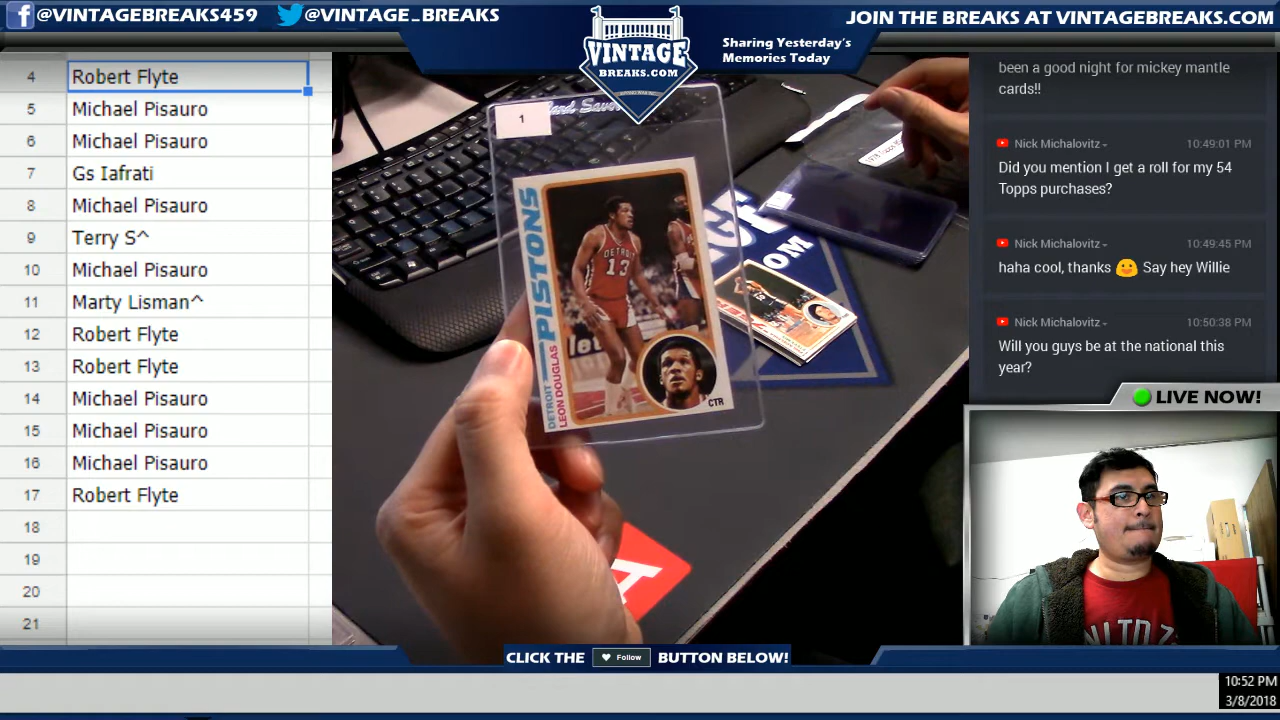 @VINTAGEBREAKS459
@VINTAGE_BREAKS
VINTAGE
BREAKS.COM
Sharing Yesterday's
Memories Today
JOIN THE BREAKS AT VINTAGEBREAKS.COM
4 Robert Flyte
5 Michael Pisauro
6 Michael Pisauro
7 Gs Iafrati
8 Michael Pisauro
9 Terry S^
10 Michael Pisauro
11 Marty Lisman^
12 Robert Flyte
13 Robert Flyte
14 Michael Pisauro
15 Michael Pisauro
16 Michael Pisauro
17 Robert Flyte
18
19
20
21
1
Card Saver
PISTONS
DETROIT
LEON DOUGLAS
DETROIT
13
CTR
OM
been a good night for mickey mantle
cards!!
Nick Michalovitz
10:49:01 PM
Did you mention I get a roll for my 54
Topps purchases?
Nick Michalovitz
10:49:45 PM
haha cool, thanks Say hey Willie
Nick Michalovitz
10:50:38 PM
Will you guys be at the national this
year?
LIVE NOW!
CLICK THE
Follow
BUTTON BELOW!
10:52 PM
3/8/2018